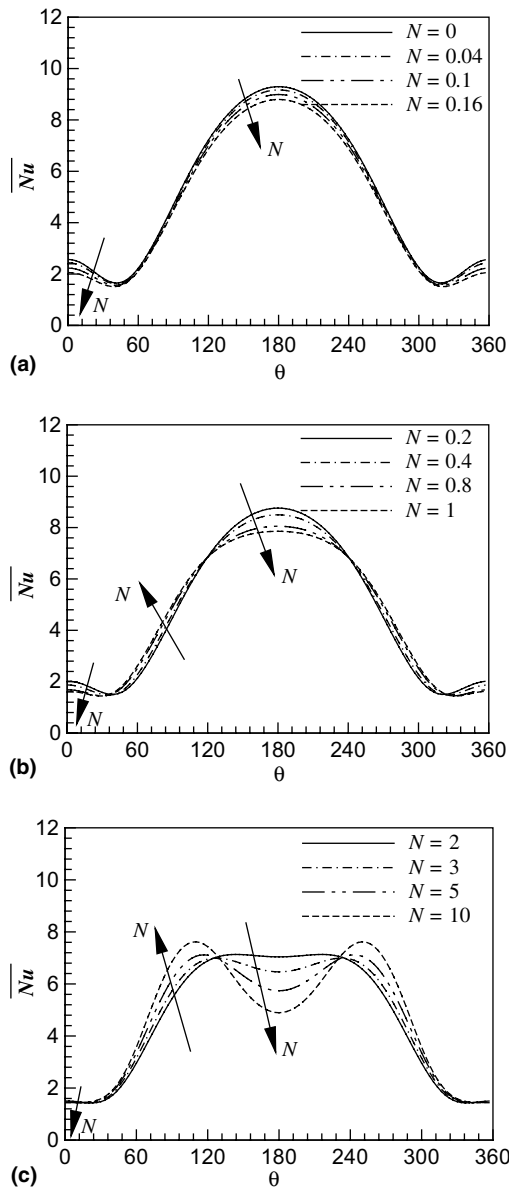 12
10
8
6
4
2
0
N̅u̅
N = 0
N = 0.04
N = 0.1
N = 0.16
N
N
0 60 120 180 240 300 360
θ
(a)
12
10
8
6
4
2
0
N̅u̅
N = 0.2
N = 0.4
N = 0.8
N = 1
N
N
N
0 60 120 180 240 300 360
θ
(b)
12
10
8
6
4
2
0
N̅u̅
N = 2
N = 3
N = 5
N = 10
N
N
N
0 60 120 180 240 300 360
θ
(c)